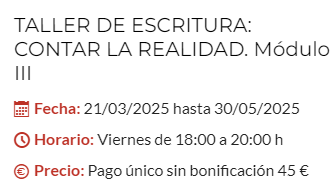 TALLER DE ESCRITURA:
CONTAR LA REALIDAD. Módulo
III
Fecha: 21/03/2025 hasta 30/05/2025
Horario: Viernes de 18:00 a 20:00 h
Precio: Pago único sin bonificación 45 €